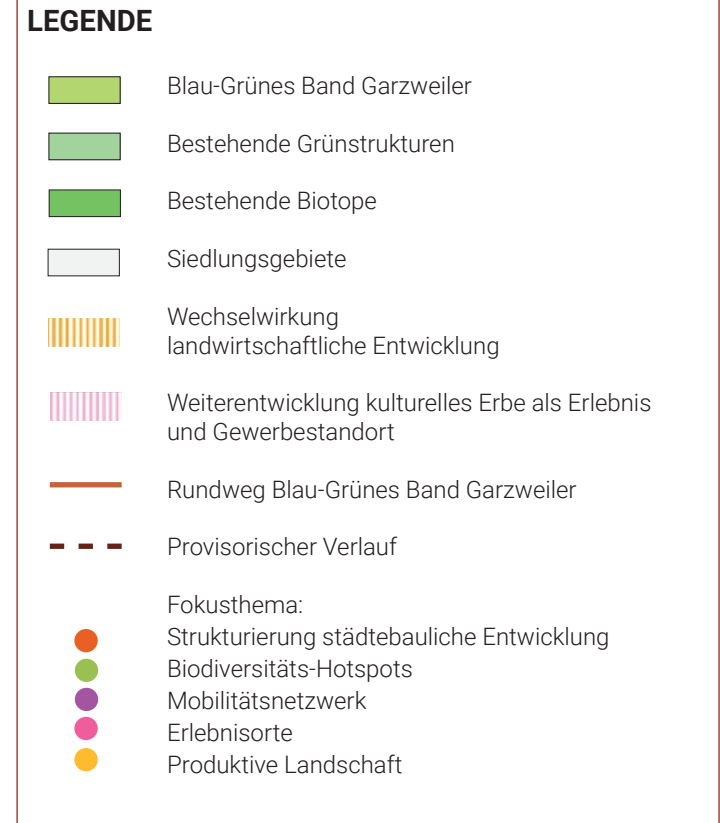 LEGENDE
Blau-Grünes Band Garzweiler
Bestehende Grünstrukturen
Bestehende Biotope
Siedlungsgebiete
Wechselwirkung
landwirtschaftliche Entwicklung
Weiterentwicklung kulturelles Erbe als Erlebnis
und Gewerbestandort
Rundweg Blau-Grünes Band Garzweiler
Provisorischer Verlauf
Fokusthema:
Strukturierung städtebauliche Entwicklung
Biodiversitäts-Hotspots
Mobilitätsnetzwerk
Erlebnisorte
Produktive Landschaft